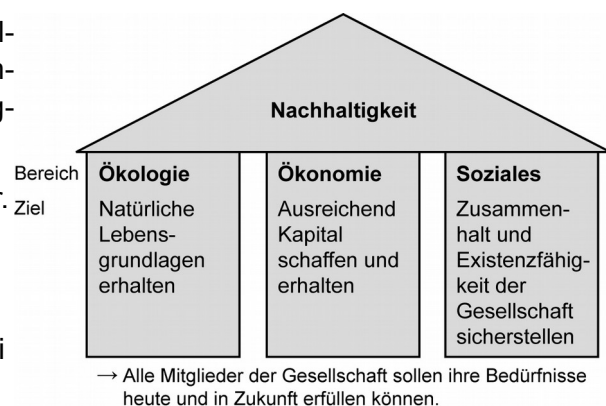 l-
n-
g-
Nachhaltigkeit
Bereich
Ziel
Ökologie
Natürliche
Lebens-
grundlagen
erhalten
Ökonomie
Ausreichend
Kapital
schaffen und
erhalten
Soziales
Zusammen-
halt und
Existenzfähig-
keit der
Gesellschaft
sicherstellen
i
→ Alle Mitglieder der Gesellschaft sollen ihre Bedürfnisse
heute und in Zukunft erfüllen können.